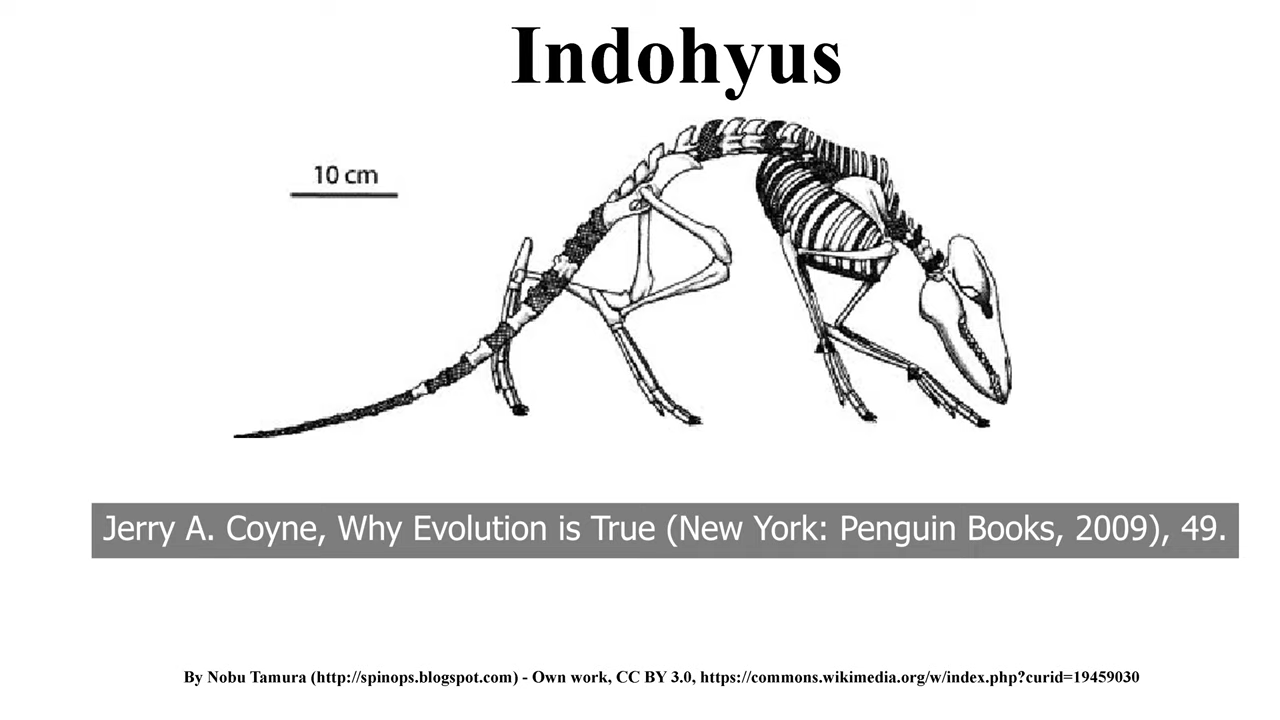 Indohyus
10 cm
Jerry A. Coyne, Why Evolution is True (New York: Penguin Books, 2009), 49.
By Nobu Tamura (http://spinops.blogspot.com) - Own work, CC BY 3.0, https://commons.wikimedia.org/w/index.php?curid=19459030